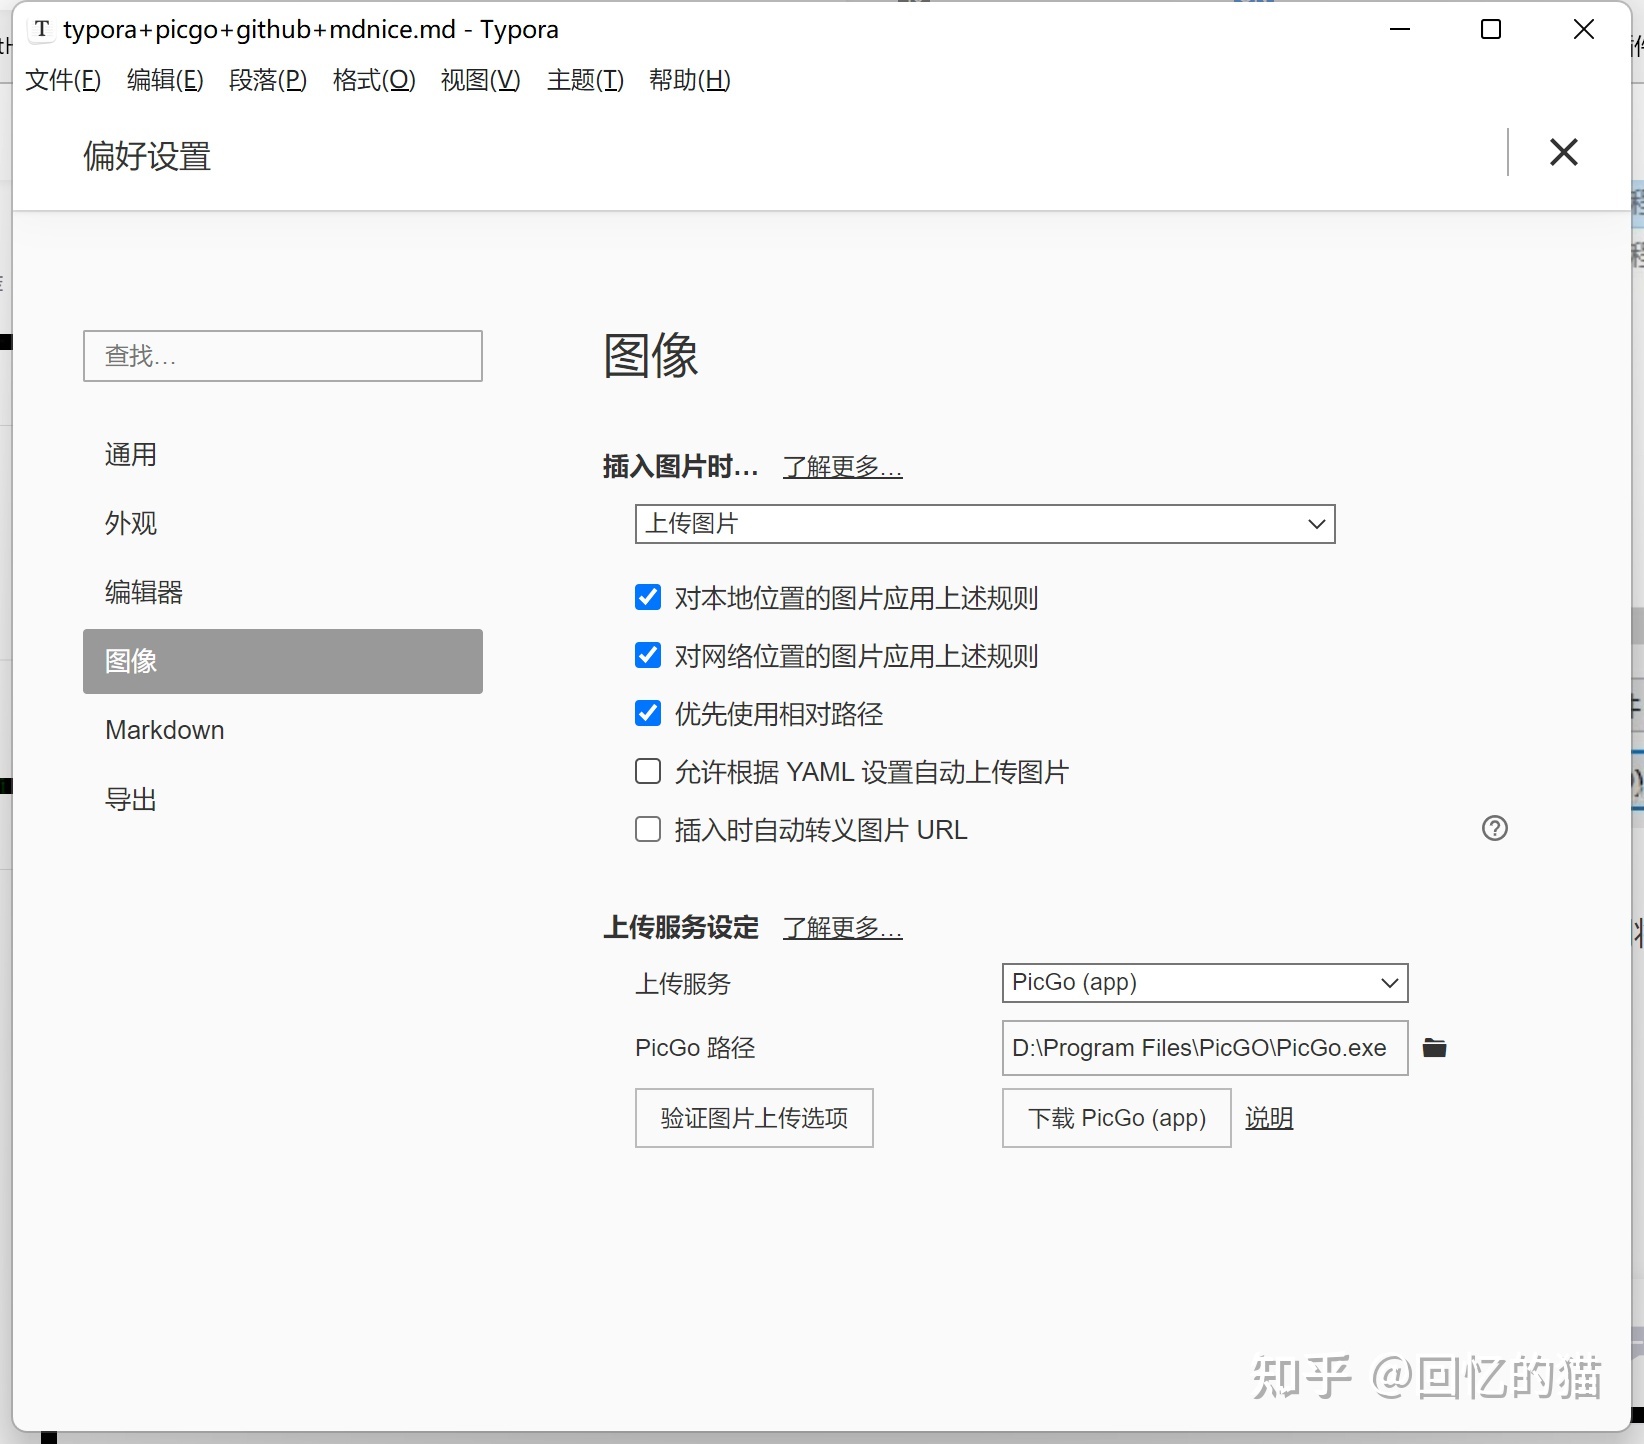 T typora+picgo+github+mdnice.md - Typora
文件(F) 编辑(E) 段落(P) 格式(O) 视图(V) 主题(T) 帮助(H)
偏好设置
查找…
通用
外观
编辑器
图像
Markdown
导出
图像
插入图片时… 了解更多…
上传图片
对本地位置的图片应用上述规则
对网络位置的图片应用上述规则
优先使用相对路径
允许根据 YAML 设置自动上传图片
插入时自动转义图片 URL
上传服务设定 了解更多…
上传服务 PicGo (app)
PicGo 路径 D:\Program Files\PicGO\PicGo.exe
验证图片上传选项 下载 PicGo (app) 说明
知乎 @回忆的猫